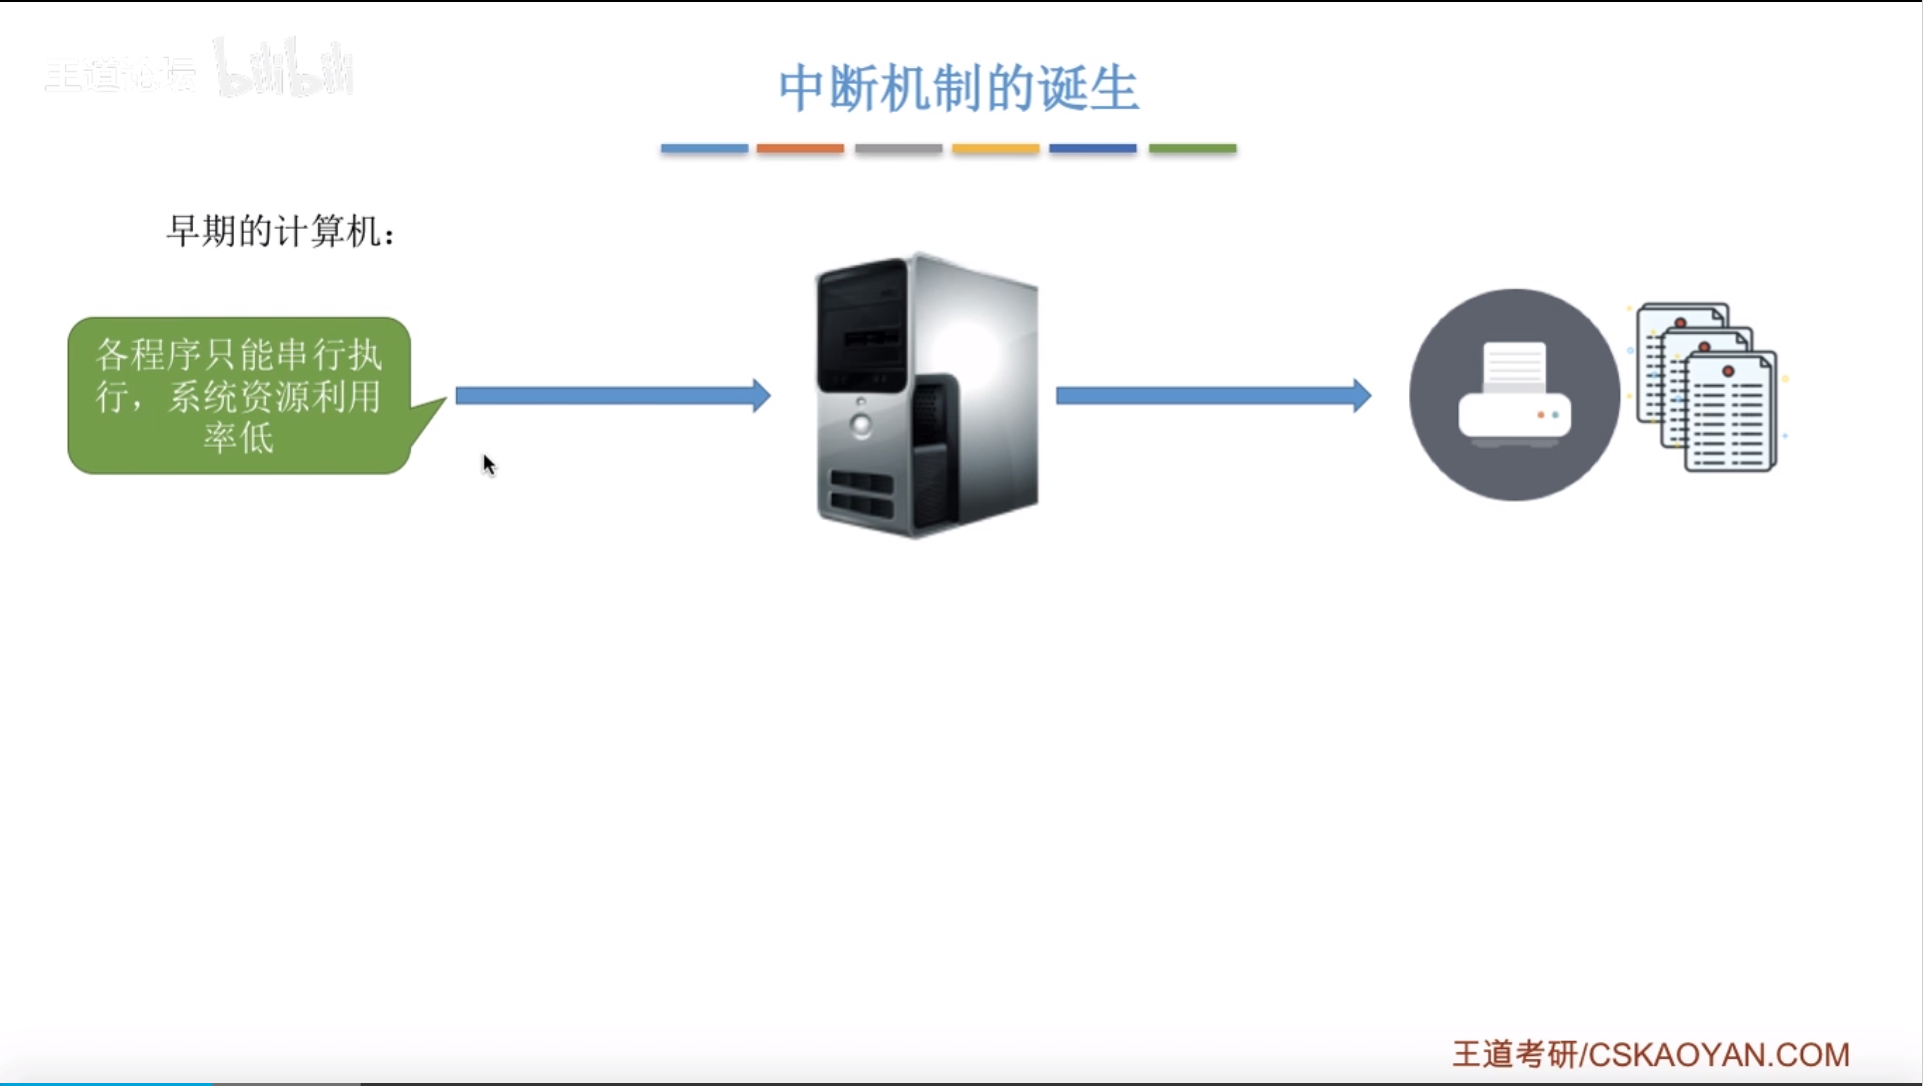 王道论坛 bilibili
中断机制的诞生
早期的计算机：
各程序只能串行执
行，系统资源利用
率低
王道考研/CSKAOYAN.COM